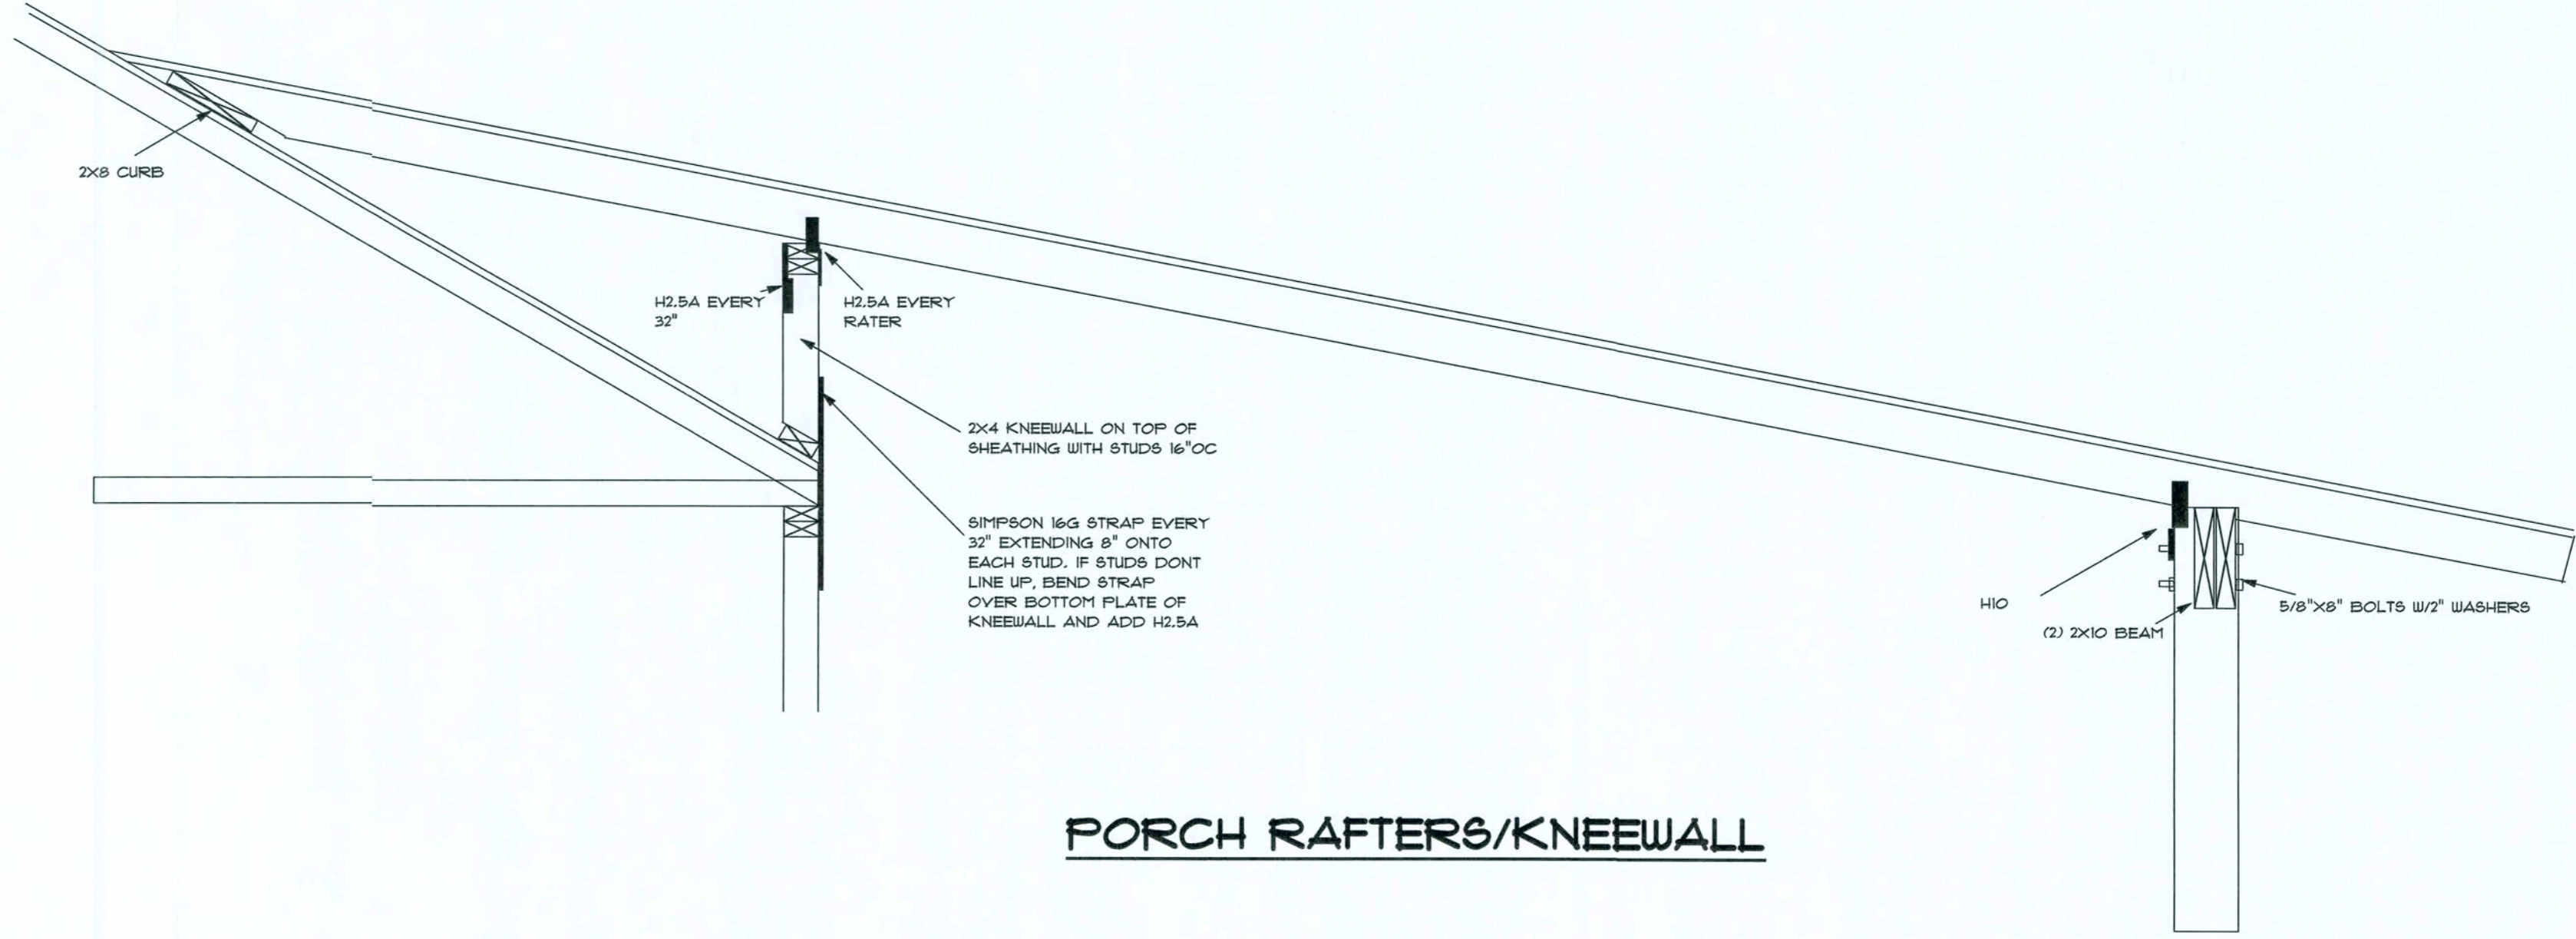 2X8 CURB
H2.5A EVERY
32"
H2.5A EVERY
RATER
2X4 KNEEWALL ON TOP OF
SHEATHING WITH STUDS 16"OC
SIMPSON 16G STRAP EVERY
32" EXTENDING 8" ONTO
EACH STUD. IF STUDS DONT
LINE UP, BEND STRAP
OVER BOTTOM PLATE OF
KNEEWALL AND ADD H2.5A
H10
(2) 2X10 BEAM
5/8"X8" BOLTS W/2" WASHERS
PORCH RAFTERS/KNEEWALL